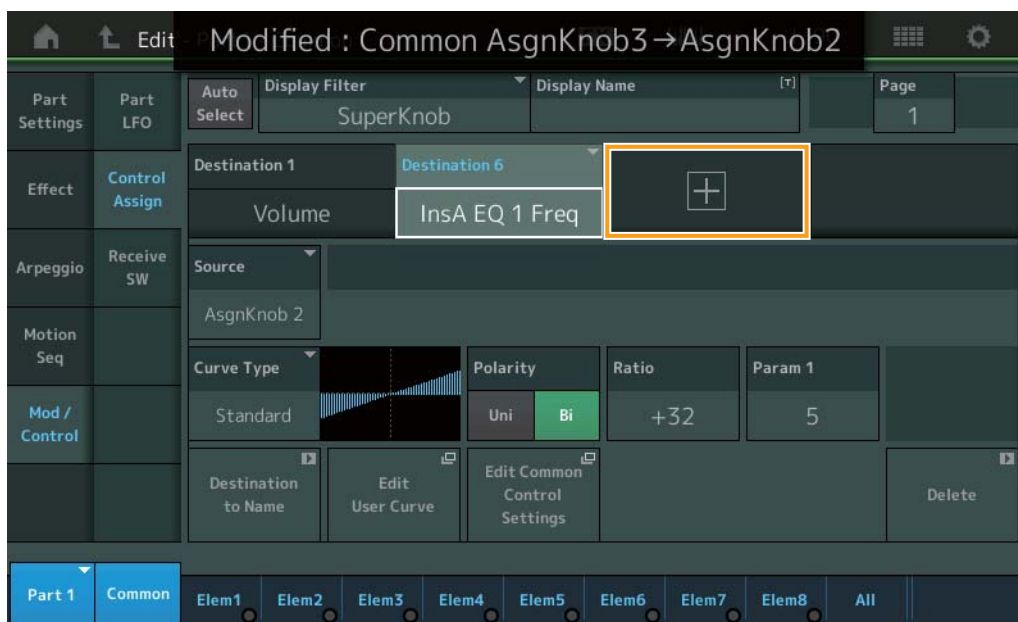 Edit
Modified : Common AsgnKnob3→AsgnKnob2
Part Settings
Part LFO
Auto Select
Display Filter
SuperKnob
Display Name
[T]
Page
1
Effect
Control Assign
Destination 1
Volume
Destination 6
InsA EQ 1 Freq
+
Arpeggio
Receive SW
Source
AsgnKnob 2
Motion Seq
Curve Type
Standard
Polarity
Uni
Bi
Ratio
+32
Param 1
5
Mod / Control
Destination to Name
Edit User Curve
Edit Common Control Settings
Delete
Part 1
Common
Elem1
Elem2
Elem3
Elem4
Elem5
Elem6
Elem7
Elem8
All